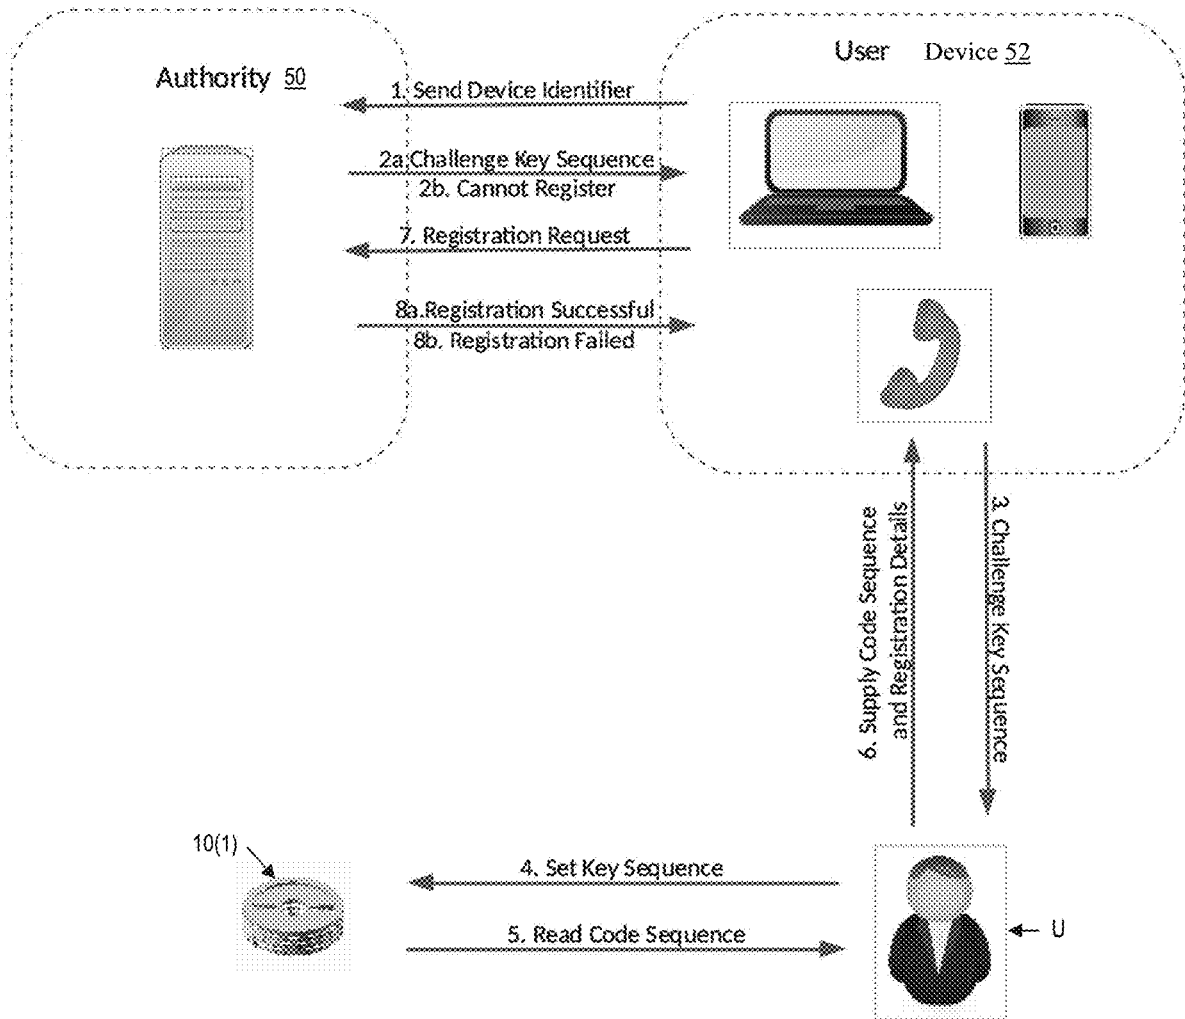 Authority 50
User Device 52
1. Send Device Identifier
2a.Challenge Key Sequence
2b. Cannot Register
7. Registration Request
8a.Registration Successful
8b. Registration Failed
3. Challenge Key Sequence
6. Supply Code Sequence
and Registration Details
10(1)
4. Set Key Sequence
5. Read Code Sequence
U